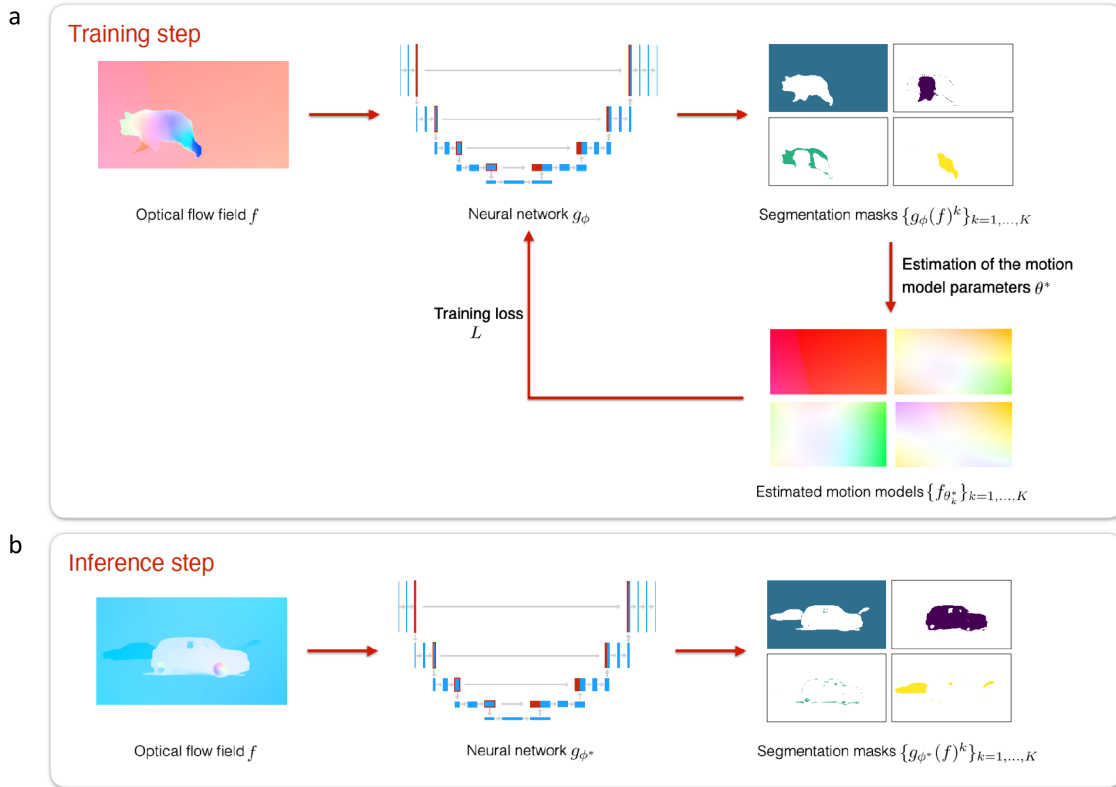 a
Training step
Optical flow field f
Neural network g_ϕ
Segmentation masks {g_ϕ(f)^k}_{k=1,...,K}
Estimation of the motion
model parameters θ*
Training loss
L
Estimated motion models {f_{θ_k^*}}_{k=1,...,K}
b
Inference step
Optical flow field f
Neural network g_{ϕ*}
Segmentation masks {g_{ϕ*}(f)^k}_{k=1,...,K}